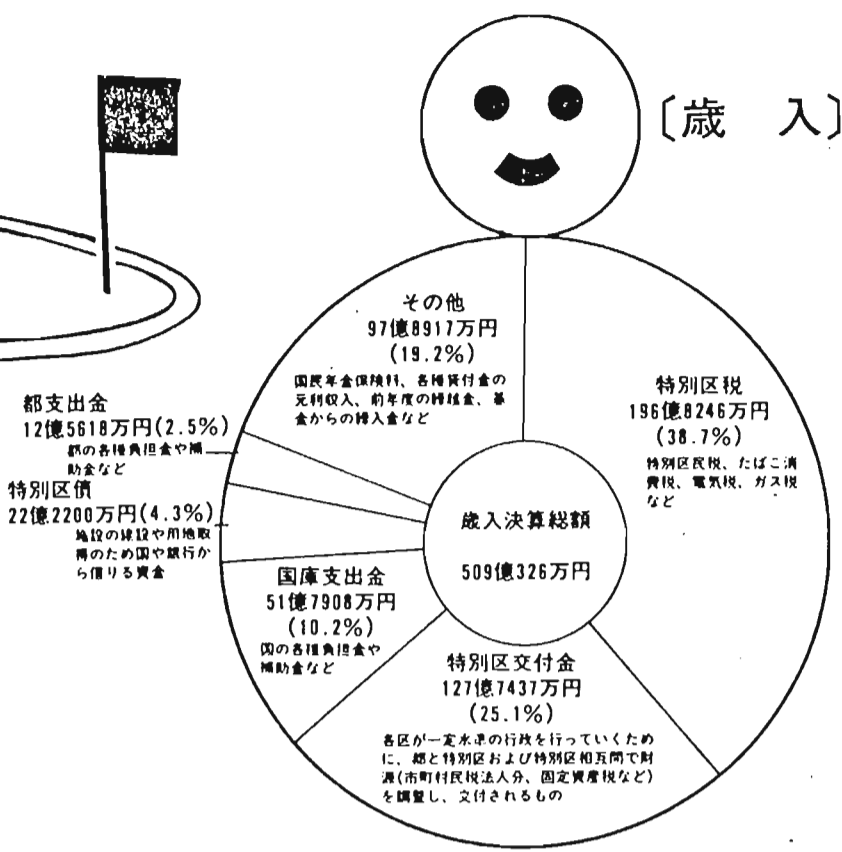 〔歳　入〕
その他
97億8917万円
(19.2%)
国民年金保険料、各種貸付金の
元利収入、前年度の繰越金、基
金からの繰入金など
特別区税
196億8246万円
(38.7%)
特別区民税、たばこ消
費税、電気税、ガス税
など
都支出金
12億5618万円(2.5%)
都の各種負担金や補
助金など
特別区債
22億2200万円(4.3%)
施設の建設や用地取
得のため国や銀行か
ら借りる資金
歳入決算総額
509億326万円
国庫支出金
51億7908万円
(10.2%)
国の各種負担金や
補助金など
特別区交付金
127億7437万円
(25.1%)
各区が一定水準の行政を行っていくため
に、都と特別区および特別区相互間で財
源(市町村民税法人分、固定資産税など)
を調整し、交付されるもの